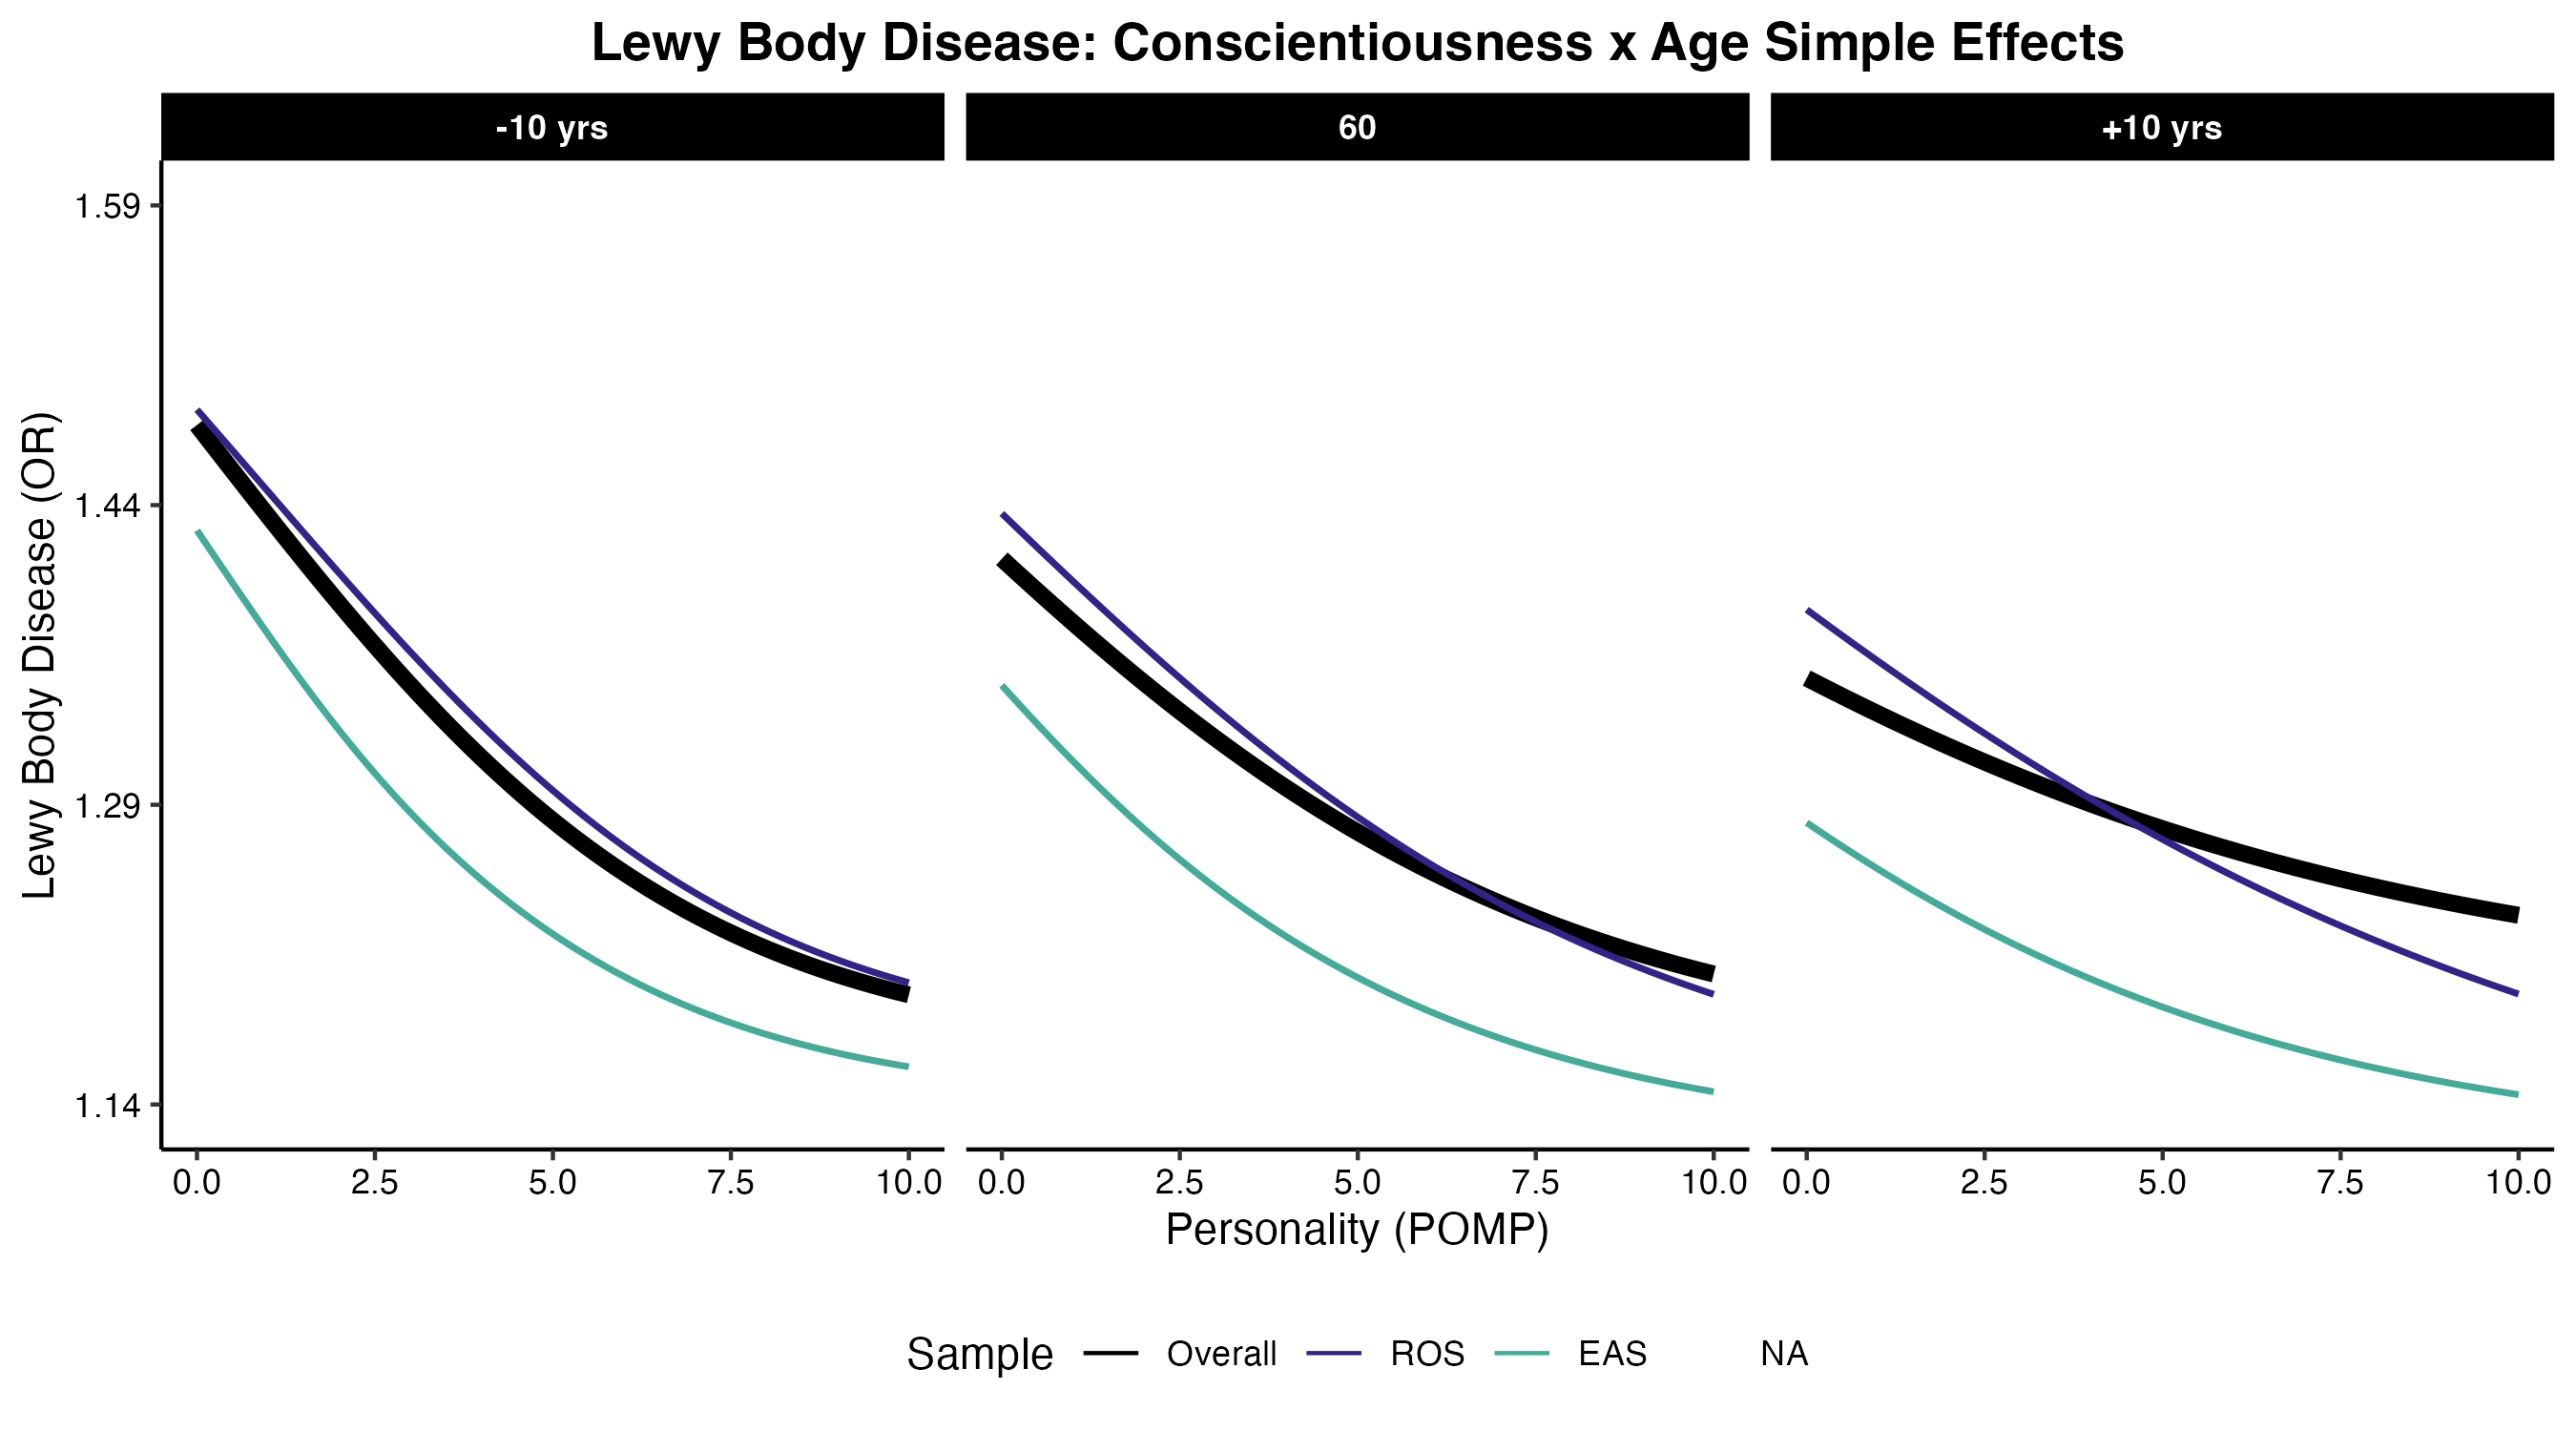 Lewy Body Disease: Conscientiousness x Age Simple Effects
-10 yrs
60
+10 yrs
Lewy Body Disease (OR)
1.59
1.44
1.29
1.14
0.0 2.5 5.0 7.5 10.0
0.0 2.5 5.0 7.5 10.0
0.0 2.5 5.0 7.5 10.0
Personality (POMP)
Sample Overall ROS EAS NA